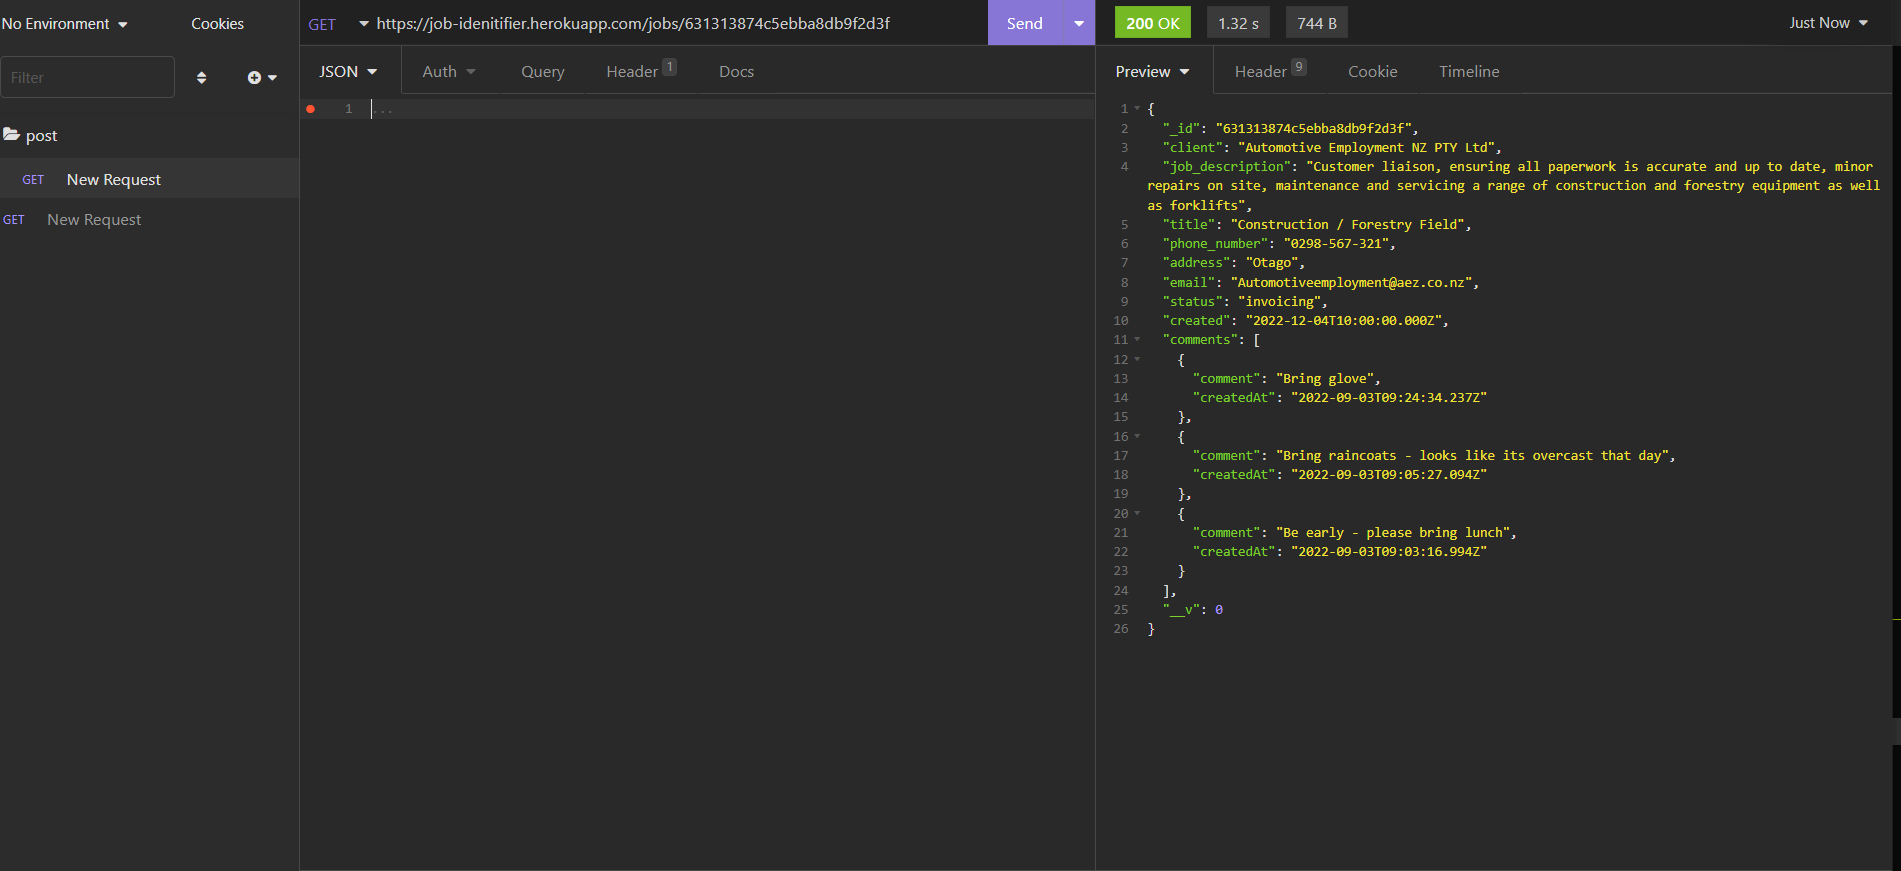 No Environment Cookies
GET https://job-idenitifier.herokuapp.com/jobs/631313874c5ebba8db9f2d3f Send
200 OK 1.32 s 744 B Just Now
Filter
JSON Auth Query Header 1 Docs
Preview Header 9 Cookie Timeline
post
GET New Request
GET New Request
1 ...
1 {
2 "_id": "631313874c5ebba8db9f2d3f",
3 "client": "Automotive Employment NZ PTY Ltd",
4 "job_description": "Customer liaison, ensuring all paperwork is accurate and up to date, minor
repairs on site, maintenance and servicing a range of construction and forestry equipment as well
as forklifts",
5 "title": "Construction / Forestry Field",
6 "phone_number": "0298-567-321",
7 "address": "Otago",
8 "email": "Automotiveemployment@aez.co.nz",
9 "status": "invoicing",
10 "created": "2022-12-04T10:00:00.000Z",
11 "comments": [
12 {
13 "comment": "Bring glove",
14 "createdAt": "2022-09-03T09:24:34.237Z"
15 },
16 {
17 "comment": "Bring raincoats - looks like its overcast that day",
18 "createdAt": "2022-09-03T09:05:27.094Z"
19 },
20 {
21 "comment": "Be early - please bring lunch",
22 "createdAt": "2022-09-03T09:03:16.994Z"
23 }
24 ],
25 "__v": 0
26 }